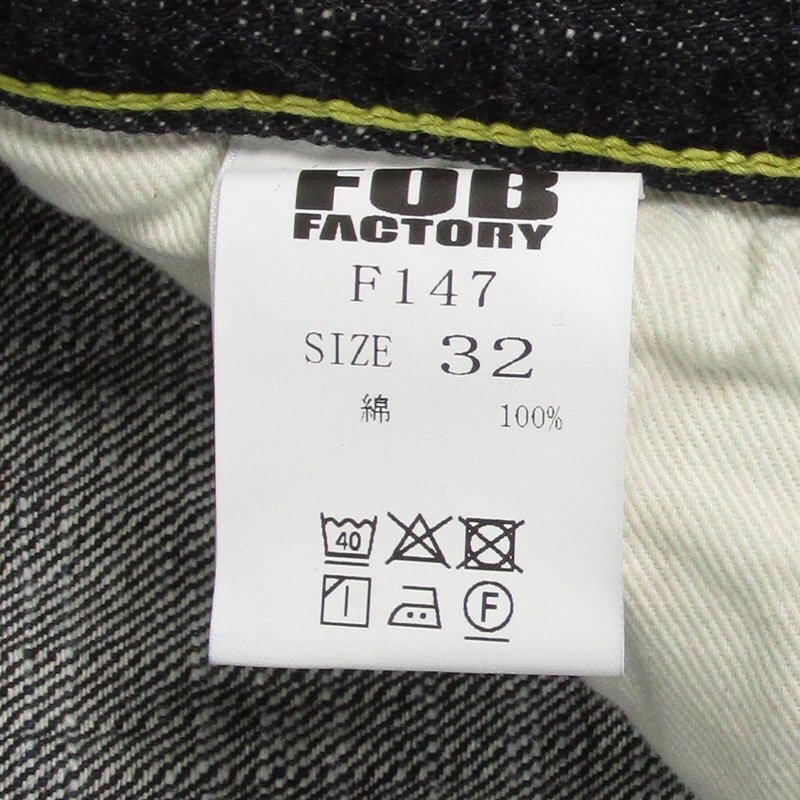 FOB
FACTORY
F147
SIZE 32
綿 100%
40
F